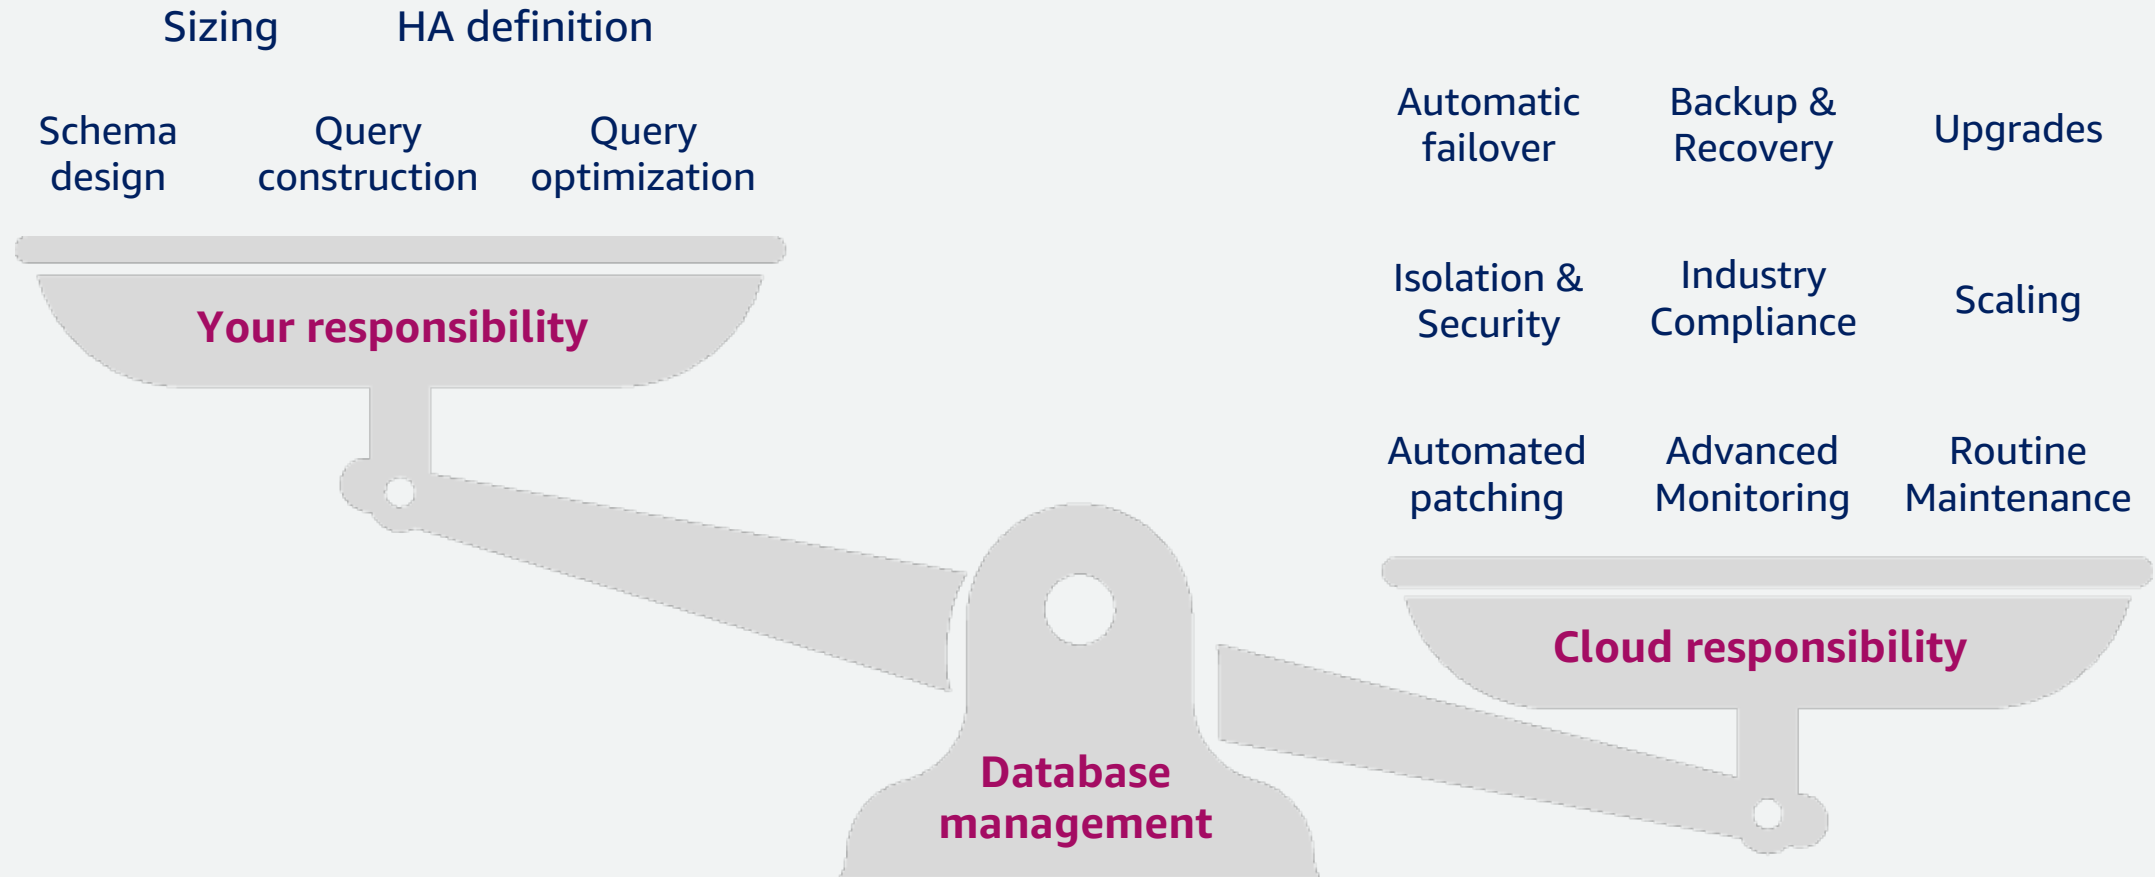 Sizing
HA definition
Schema
design
Query
construction
Query
optimization
Your responsibility
Automatic
failover
Backup &
Recovery
Upgrades
Isolation &
Security
Industry
Compliance
Scaling
Automated
patching
Advanced
Monitoring
Routine
Maintenance
Cloud responsibility
Database
management